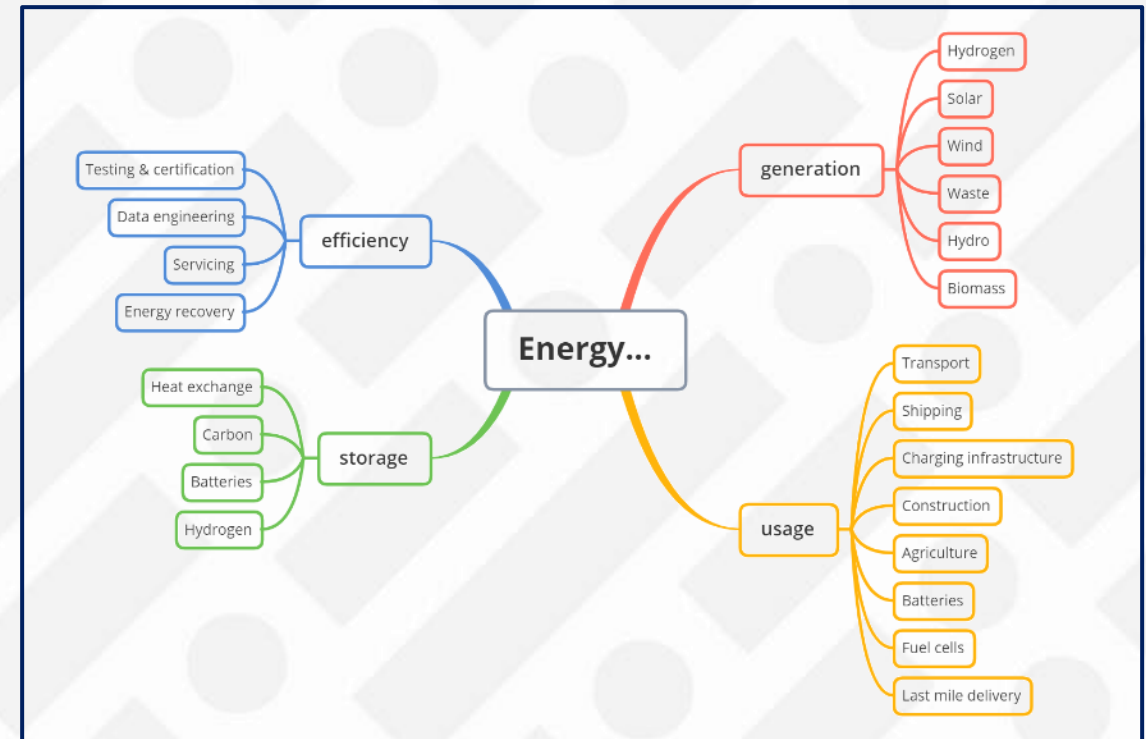 Energy...
generation
Hydrogen
Solar
Wind
Waste
Hydro
Biomass
usage
Transport
Shipping
Charging infrastructure
Construction
Agriculture
Batteries
Fuel cells
Last mile delivery
efficiency
Testing & certification
Data engineering
Servicing
Energy recovery
storage
Heat exchange
Carbon
Batteries
Hydrogen